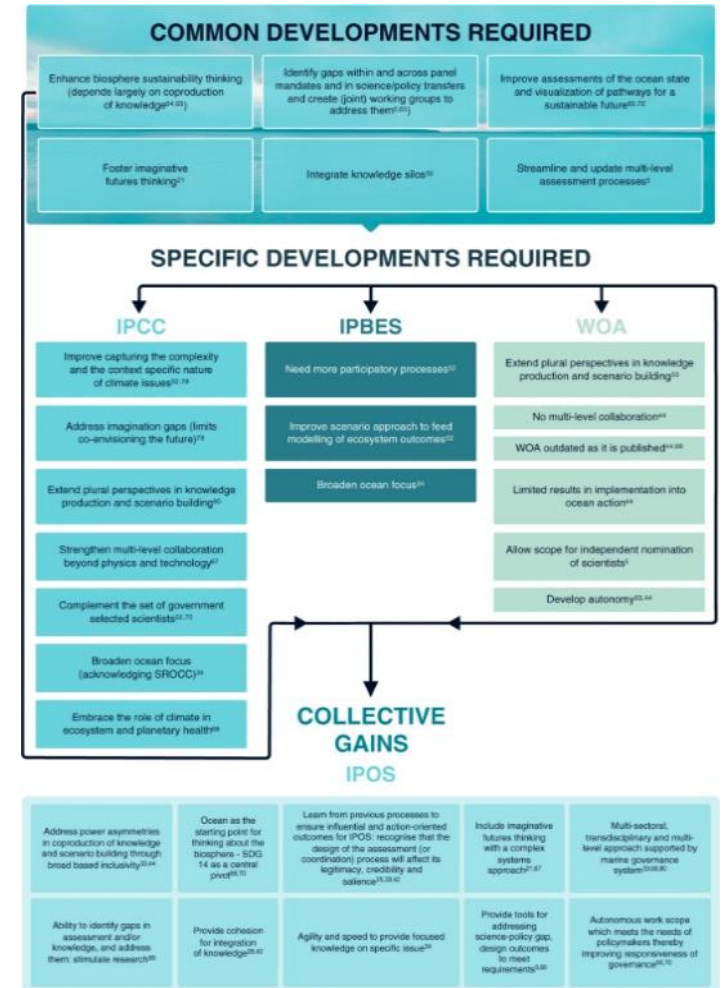 COMMON DEVELOPMENTS REQUIRED
Enhance biosphere sustainability thinking
(depends largely on coproduction
of knowledge
Identify gaps within and across panel
mandates and in science/policy transfers
and create (joint) working groups to
address them
Improve assessments of the ocean state
and visualization of pathways for a
sustainable future
Foster imaginative
futures thinking²¹
Integrate knowledge silos
Streamline and update multi-level
assessment processes
SPECIFIC DEVELOPMENTS REQUIRED
IPCC
Improve capturing the complexity
and the context specific nature
of climate issues
Address imagination gaps (limits
co-envisioning the future)
Extend plural perspectives in knowledge
production and scenario building
Strengthen multi-level collaboration
beyond physics and technology
Complement the set of government
selected scientists
Broaden ocean focus
(acknowledging SROCC)
Embrace the role of climate in
ecosystem and planetary health
IPBES
Need more participatory processes
Improve scenario approach to feed
modelling of ecosystem outcomes
Broaden ocean focus
WOA
Extend plural perspectives in knowledge
production and scenario building
No multi-level collaboration
WOA outdated as it is published
Limited results in implementation into
ocean action
Allow scope for independent nomination
of scientists
Develop autonomy
COLLECTIVE
GAINS
IPOS
Address power asymmetries
in coproduction of knowledge
and scenario building through
broad based inclusivity
Ocean as the
starting point for
thinking about the
biosphere - SDG
14 as a central
pivot
Learn from previous processes to
ensure influential and action-oriented
outcomes for IPOS: recognise that the
design of the assessment (or
coordination) process will affect its
legitimacy, credibility and
salience
Include imaginative
futures thinking
with a complex
systems
approach
Multi-sectoral,
transdisciplinary and multi-
level approach supported by
marine governance
system
Ability to identify gaps in
assessment and/or
knowledge, and address
them: stimulate research
Provide cohesion
for integration
of knowledge
Agility and speed to provide focused
knowledge on specific issue
Provide tools for
addressing
science-policy gap,
design outcomes
to meet
requirements
Autonomous work scope
which meets the needs of
policymakers thereby
improving responsiveness of
governance